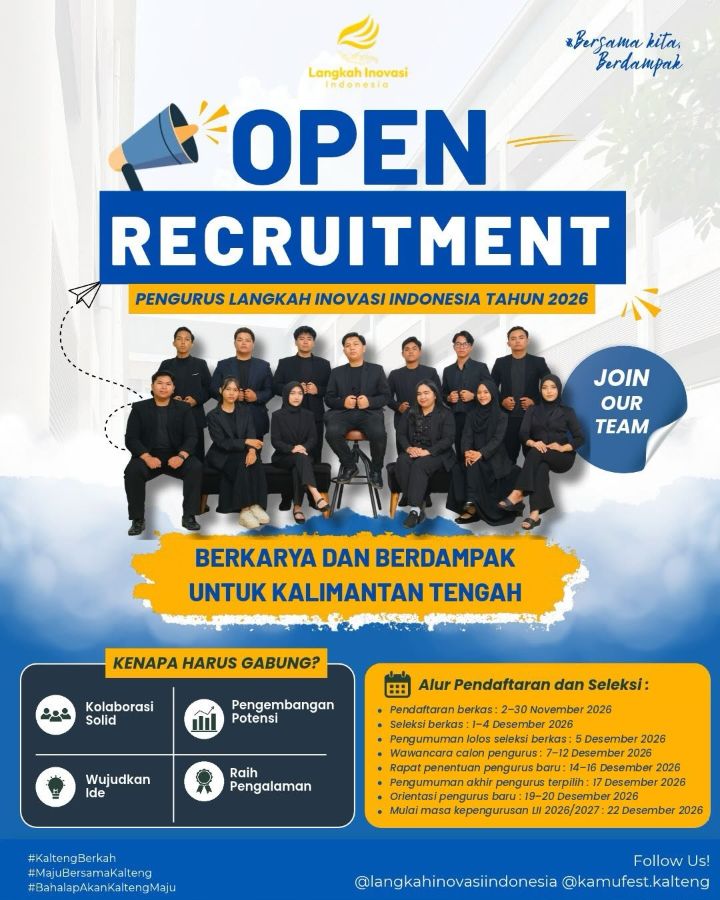 Langkah Inovasi
Indonesia
Bersama kita,
Berdampak
OPEN
RECRUITMENT
PENGURUS LANGKAH INOVASI INDONESIA TAHUN 2026
JOIN
OUR
TEAM
BERKARYA DAN BERDAMPAK
UNTUK KALIMANTAN TENGAH
KENAPA HARUS GABUNG?
Kolaborasi
Solid
Pengembangan
Potensi
Wujudkan
Ide
Raih
Pengalaman
Alur Pendaftaran dan Seleksi :
• Pendaftaran berkas : 2–30 November 2026
• Seleksi berkas : 1–4 Desember 2026
• Pengumuman lolos seleksi berkas : 5 Desember 2026
• Wawancara calon pengurus : 7–12 Desember 2026
• Rapat penentuan pengurus baru : 14–16 Desember 2026
• Pengumuman akhir pengurus terpilih : 17 Desember 2026
• Orientasi pengurus baru : 19–20 Desember 2026
• Mulai masa kepengurusan LII 2026/2027 : 22 Desember 2026
#KaltengBerkah
#MajuBersamaKalteng
#BahalapAkanKaltengMaju
Follow Us!
@langkahinovasiindonesia @kamufest.kalteng